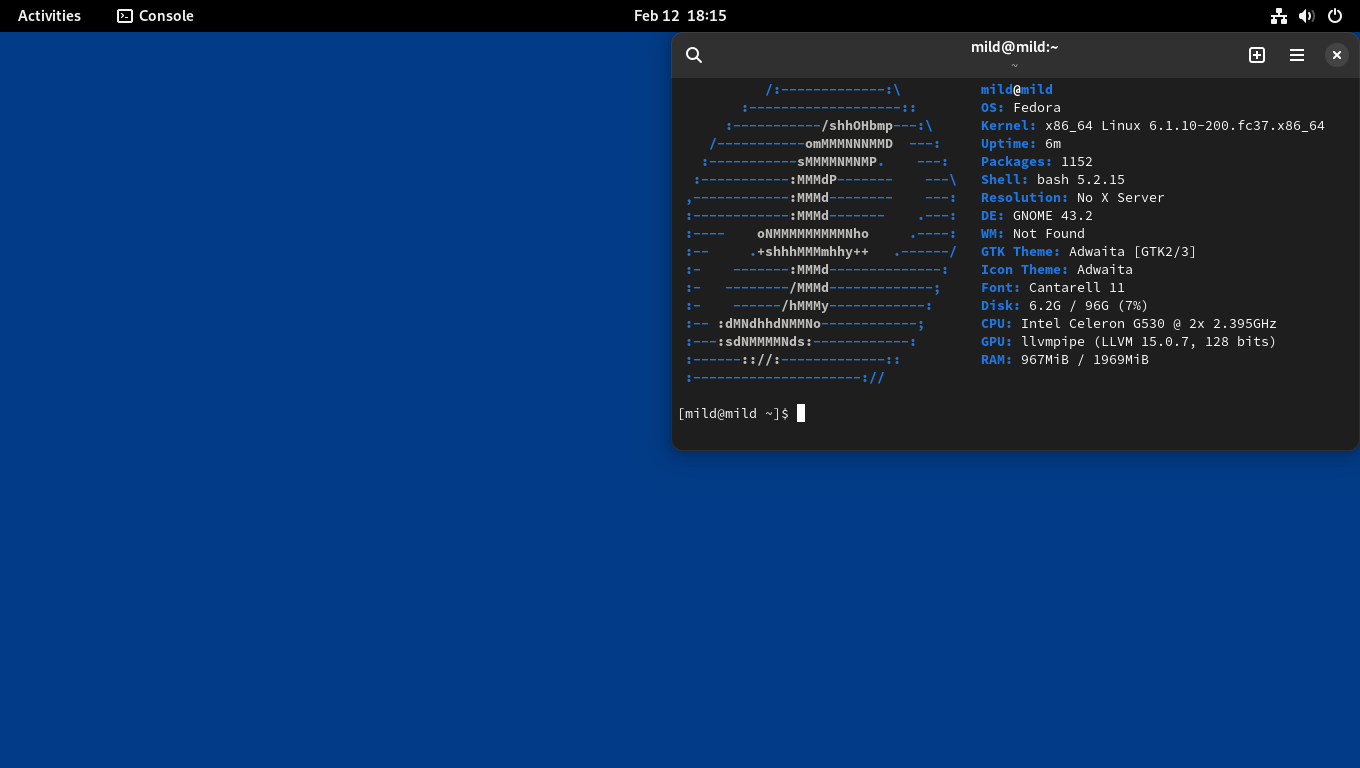 Activities Console Feb 12 18:15
mild@mild:~
~
/:-------------:\ mild@mild
:-------------------:: OS: Fedora
:-----------/shhOHbmp---:\ Kernel: x86_64 Linux 6.1.10-200.fc37.x86_64
/-----------omMMMNNNMMD ---: Uptime: 6m
:-----------sMMMMNMNMP. ---: Packages: 1152
:-----------:MMMdP------- ---\ Shell: bash 5.2.15
,------------:MMMd-------- ---: Resolution: No X Server
:------------:MMMd------- .---: DE: GNOME 43.2
:---- oNMMMMMMMMMNho .----: WM: Not Found
:-- .+shhhMMMmhhy++ .------/ GTK Theme: Adwaita [GTK2/3]
:- -------:MMMd--------------: Icon Theme: Adwaita
:- --------/MMMd-------------; Font: Cantarell 11
:- ------/hMMMy------------: Disk: 6.2G / 96G (7%)
:-- :dMNdhhdNMMNo------------; CPU: Intel Celeron G530 @ 2x 2.395GHz
:---:sdNMMMMNds:------------: GPU: llvmpipe (LLVM 15.0.7, 128 bits)
:------:://:-------------:: RAM: 967MiB / 1969MiB
:---------------------://
[mild@mild ~]$